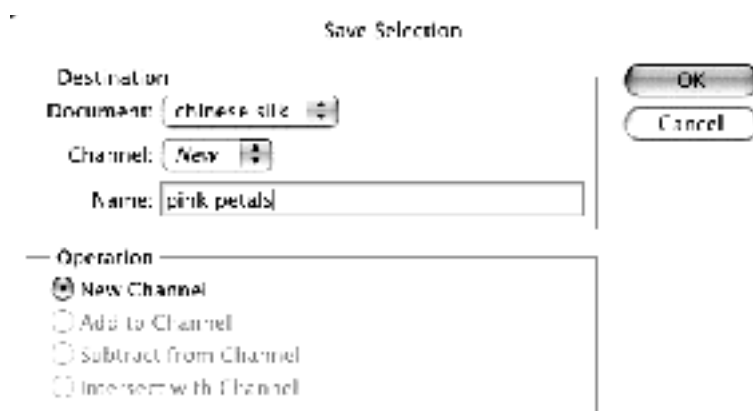 Save Selection
Destination
Document: chinese silk
Channel: New
Name: pink petals
OK
Cancel
Operation
New Channel
Add to Channel
Subtract from Channel
Intersect with Channel